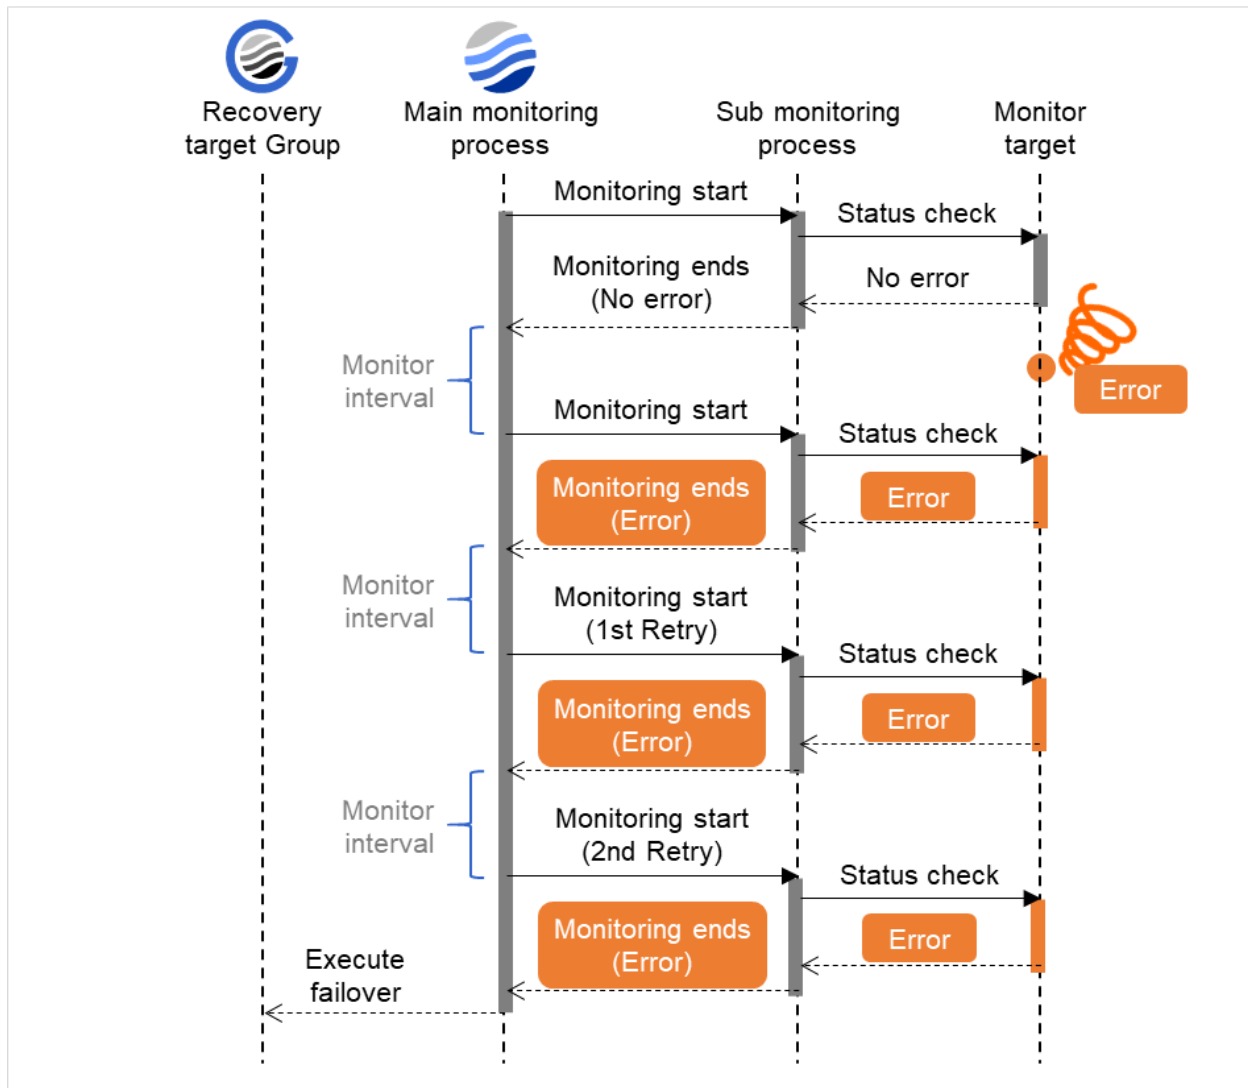 Recovery
target Group
Main monitoring
process
Sub monitoring
process
Monitor
target
Monitoring start
Status check
Monitoring ends
(No error)
No error
Monitor
interval
Error
Monitoring start
Status check
Monitoring ends
(Error)
Error
Monitor
interval
Monitoring start
(1st Retry)
Status check
Monitoring ends
(Error)
Error
Monitor
interval
Monitoring start
(2nd Retry)
Status check
Monitoring ends
(Error)
Error
Execute
failover